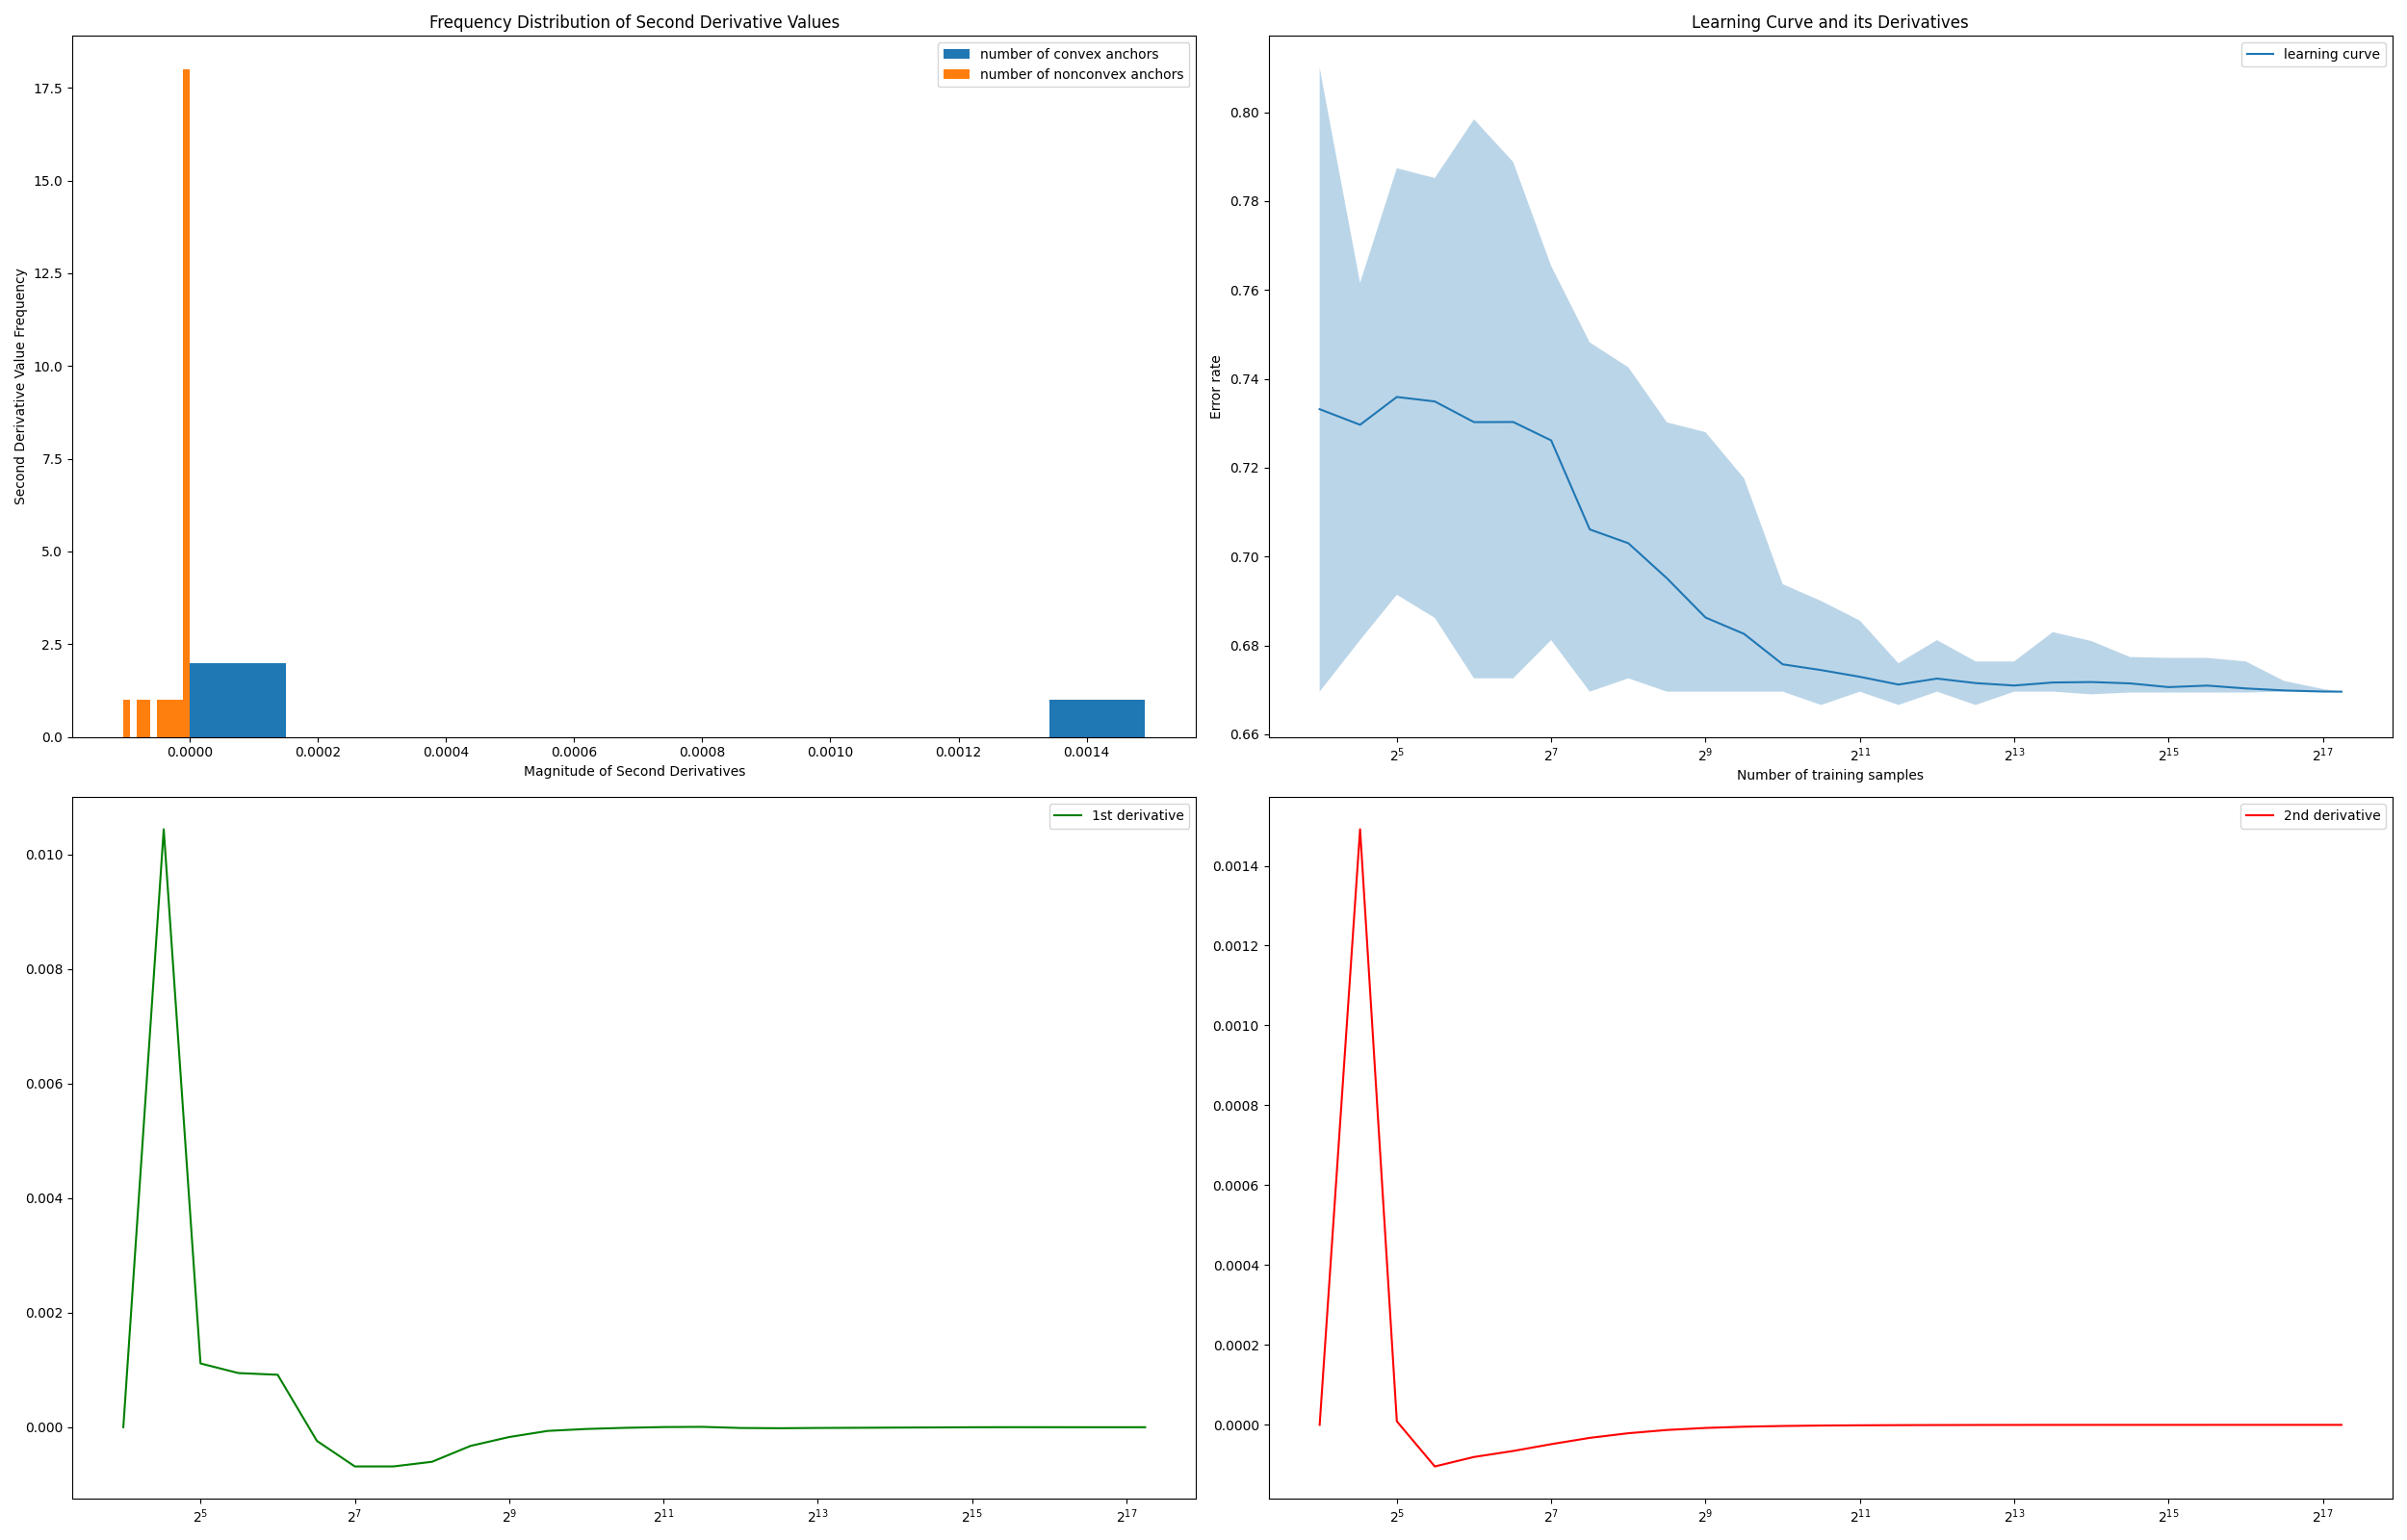 Frequency Distribution of Second Derivative Values
number of convex anchors
number of nonconvex anchors
17.5
15.0
12.5
10.0
7.5
5.0
2.5
0.0
Second Derivative Value Frequency
0.0000 0.0002 0.0004 0.0006 0.0008 0.0010 0.0012 0.0014
Magnitude of Second Derivatives
Learning Curve and its Derivatives
learning curve
0.80
0.78
0.76
0.74
0.72
0.70
0.68
0.66
Error rate
2^5 2^7 2^9 2^11 2^13 2^15 2^17
Number of training samples
1st derivative
0.010
0.008
0.006
0.004
0.002
0.000
2^5 2^7 2^9 2^11 2^13 2^15 2^17
2nd derivative
0.0014
0.0012
0.0010
0.0008
0.0006
0.0004
0.0002
0.0000
2^5 2^7 2^9 2^11 2^13 2^15 2^17